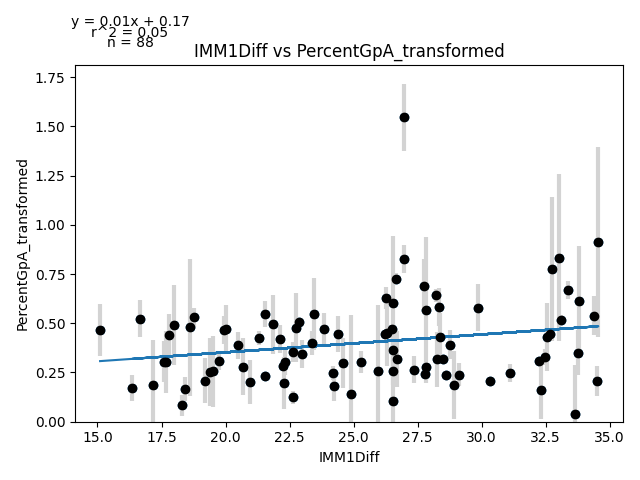 y = 0.01x + 0.17
r^2 = 0.05
n = 88
IMM1Diff vs PercentGpA_transformed
PercentGpA_transformed
1.75
1.50
1.25
1.00
0.75
0.50
0.25
0.00
15.0 17.5 20.0 22.5 25.0 27.5 30.0 32.5 35.0
IMM1Diff